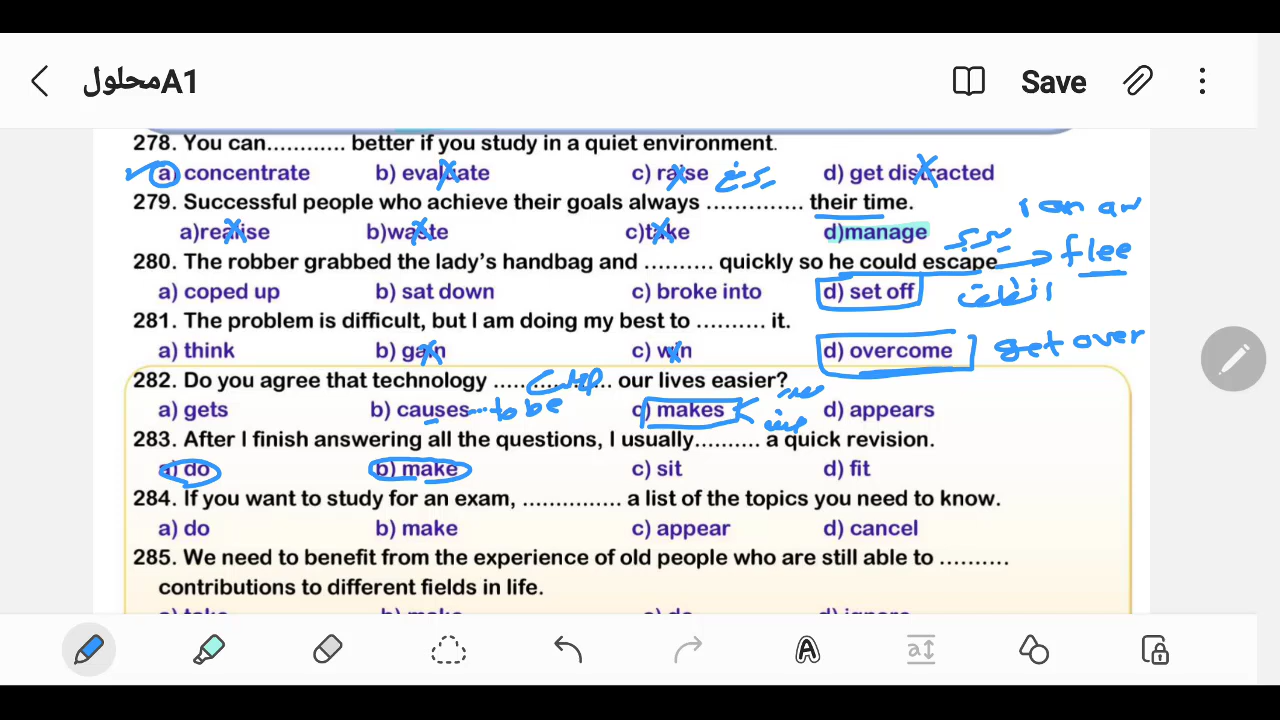 محلولA1
Save
278. You can............ better if you study in a quiet environment.
a) concentrate b) evaluate c) raise يرفع d) get distracted
279. Successful people who achieve their goals always .............. their time.
a)realise b)waste c)take d)manage
280. The robber grabbed the lady's handbag and .......... quickly so he could escape flee
a) coped up b) sat down c) broke into d) set off انطلق
281. The problem is difficult, but I am doing my best to .......... it.
a) think b) gain c) win d) overcome get over
282. Do you agree that technology ................. our lives easier?
a) gets b) causes to be c) makes d) appears
283. After I finish answering all the questions, I usually.......... a quick revision.
a) do b) make c) sit d) fit
284. If you want to study for an exam, ............... a list of the topics you need to know.
a) do b) make c) appear d) cancel
285. We need to benefit from the experience of old people who are still able to ..........
contributions to different fields in life.
a) take b) make c) do d) ignore